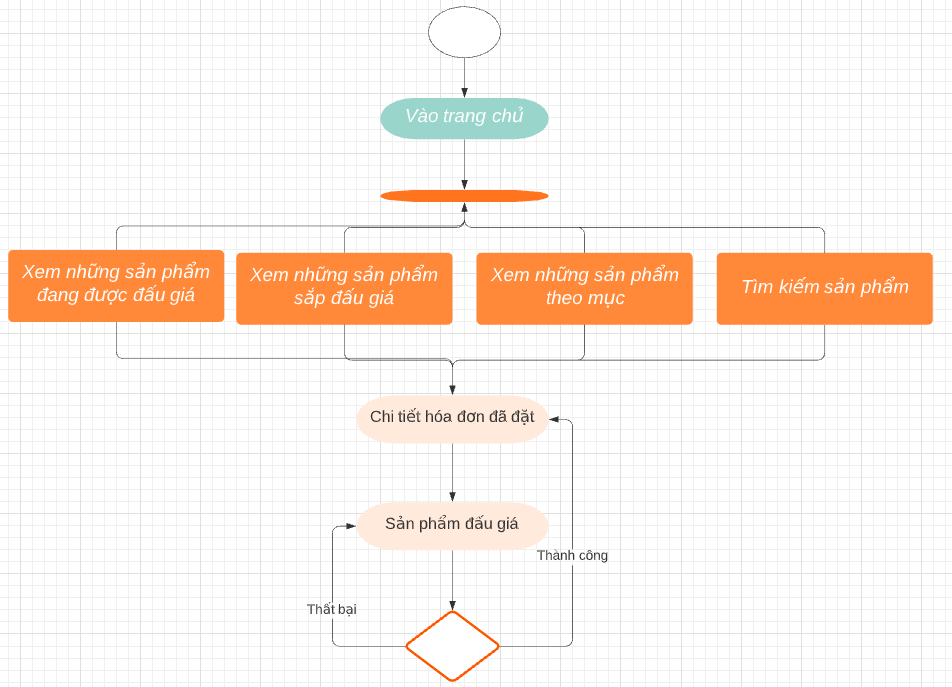 Vào trang chủ
Xem những sản phẩm
đang được đấu giá
Xem những sản phẩm
sắp đấu giá
Xem những sản phẩm
theo mục
Tìm kiếm sản phẩm
Chi tiết hóa đơn đã đặt
Sản phẩm đấu giá
Thành công
Thất bại